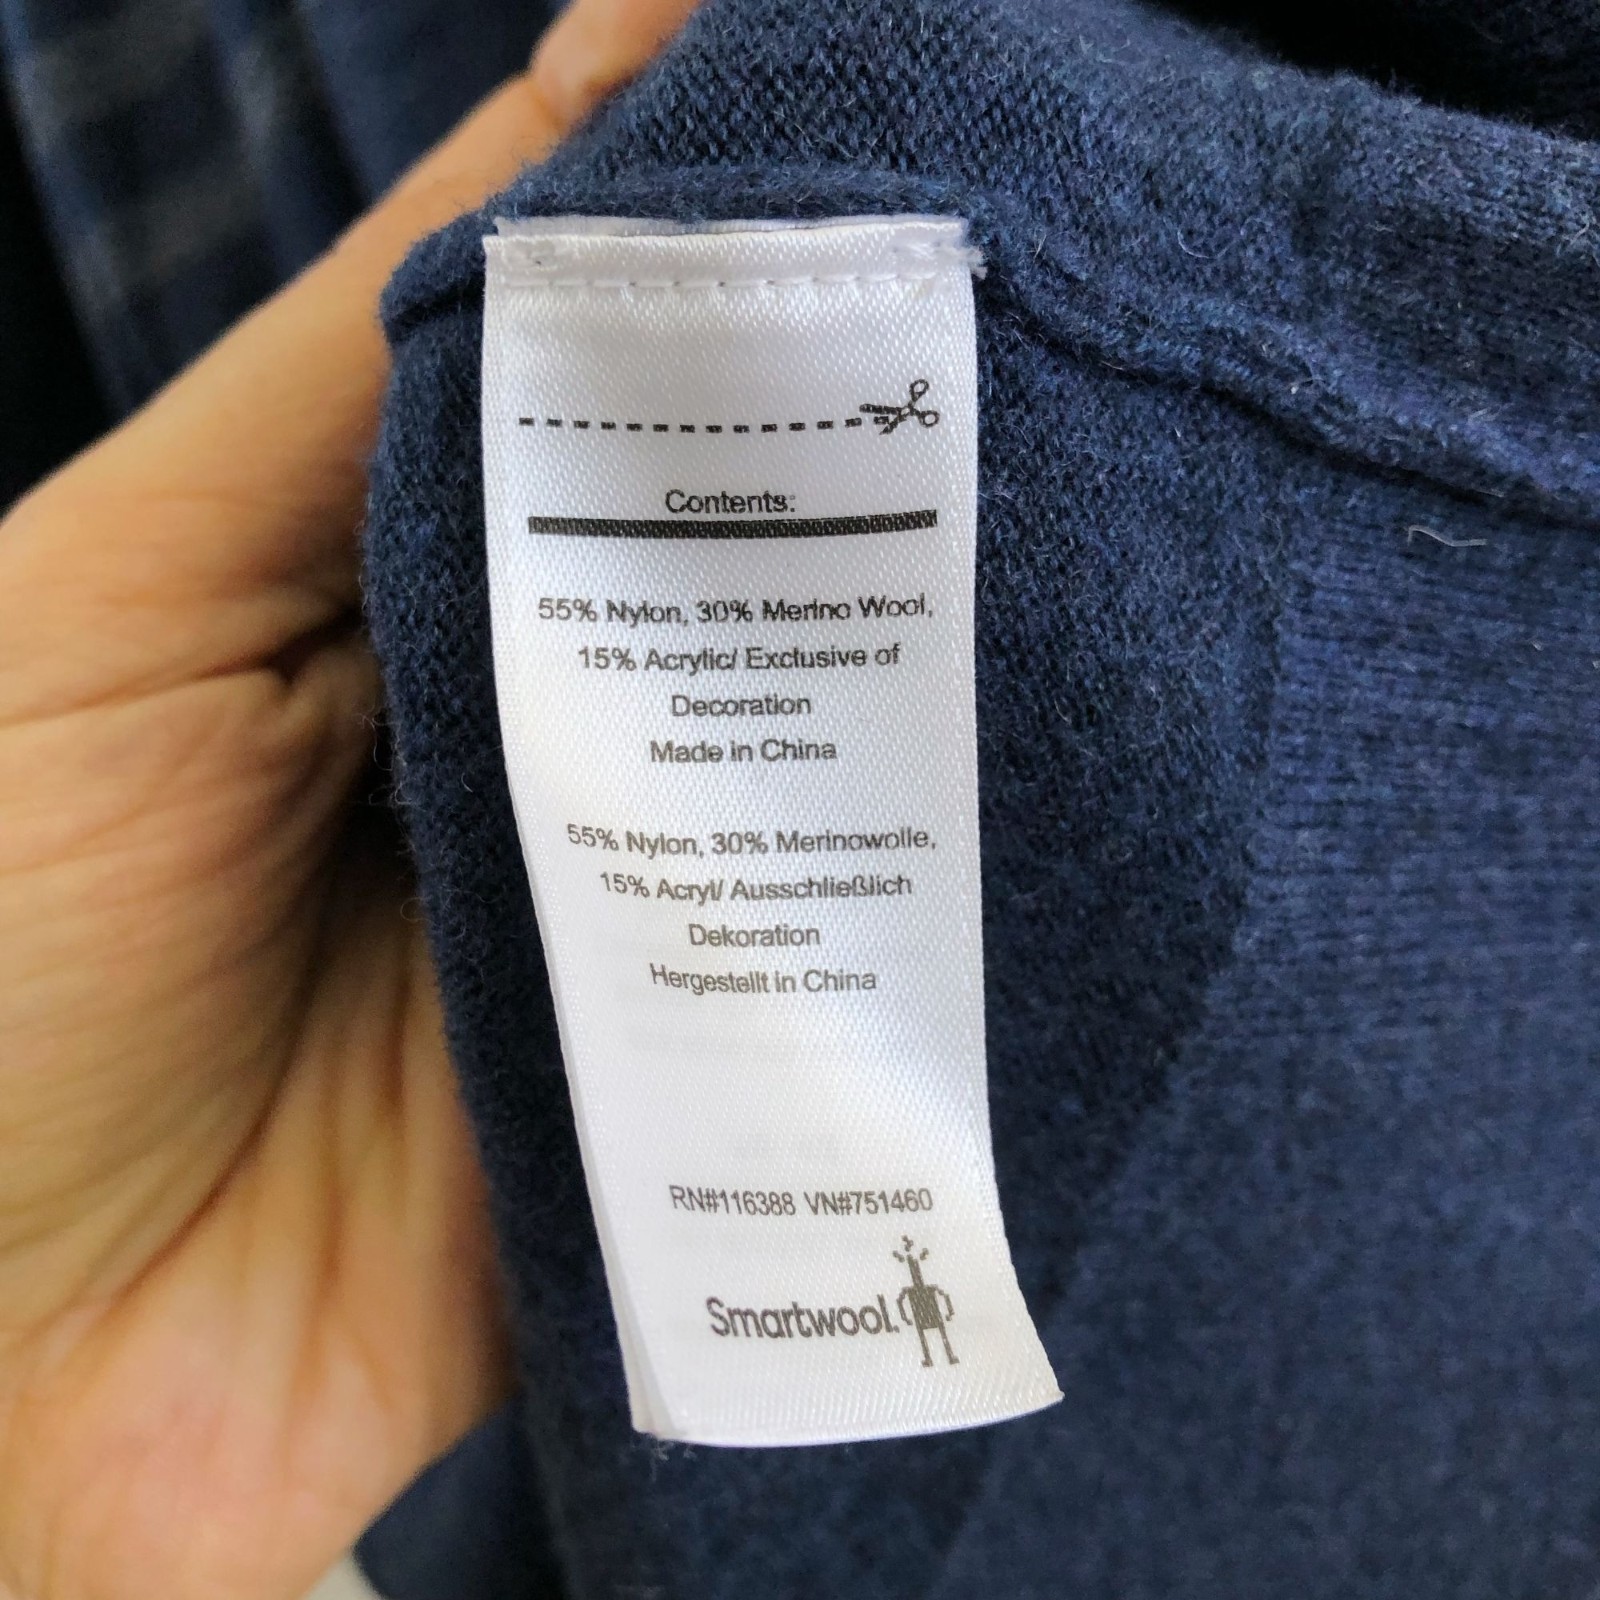 Contents:
55% Nylon, 30% Merino Wool,
15% Acrylic/ Exclusive of
Decoration
Made in China
55% Nylon, 30% Merinowolle,
15% Acryl/ Ausschließlich
Dekoration
Hergestellt in China
RN#116388 VN#751460
Smartwool.